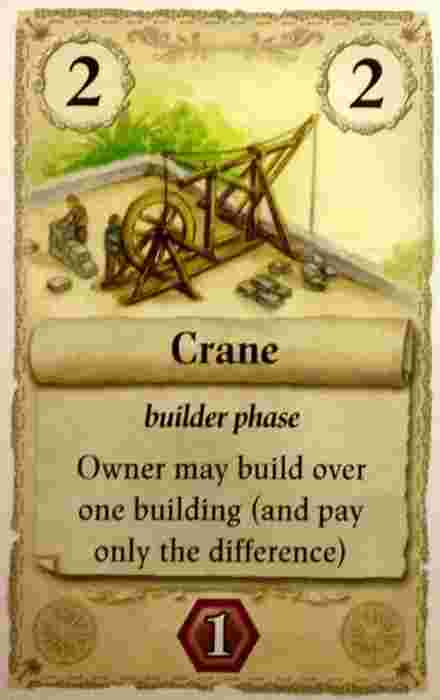 2 2
Crane
builder phase
Owner may build over
one building (and pay
only the difference)
1